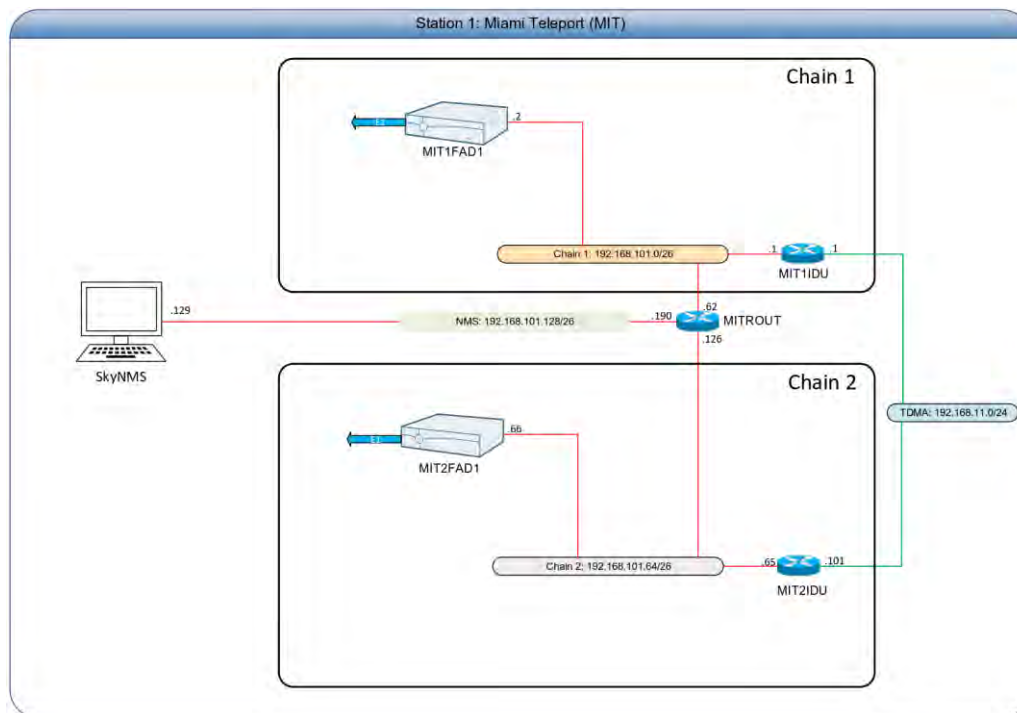 Station 1: Miami Teleport (MIT)
Chain 1
E1
.2
MIT1FAD1
Chain 1: 192.168.101.0/26
.1
.1
MIT1IDU
.129
NMS: 192.168.101.128/26
.190
.62
MITROUT
.126
SkyNMS
Chain 2
TDMA: 192.168.11.0/24
E1
.66
MIT2FAD1
Chain 2: 192.168.101.64/26
.65
.101
MIT2IDU